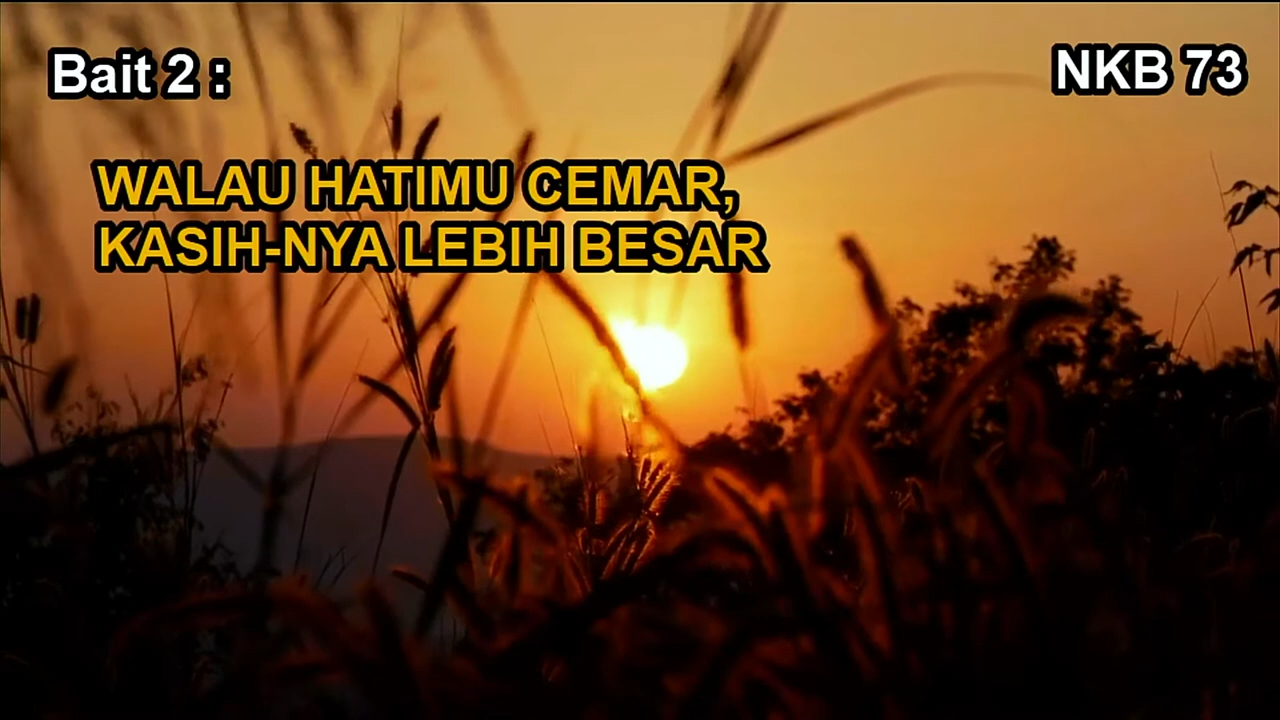 Bait 2 :
NKB 73
WALAU HATIMU CEMAR,
KASIH-NYA LEBIH BESAR